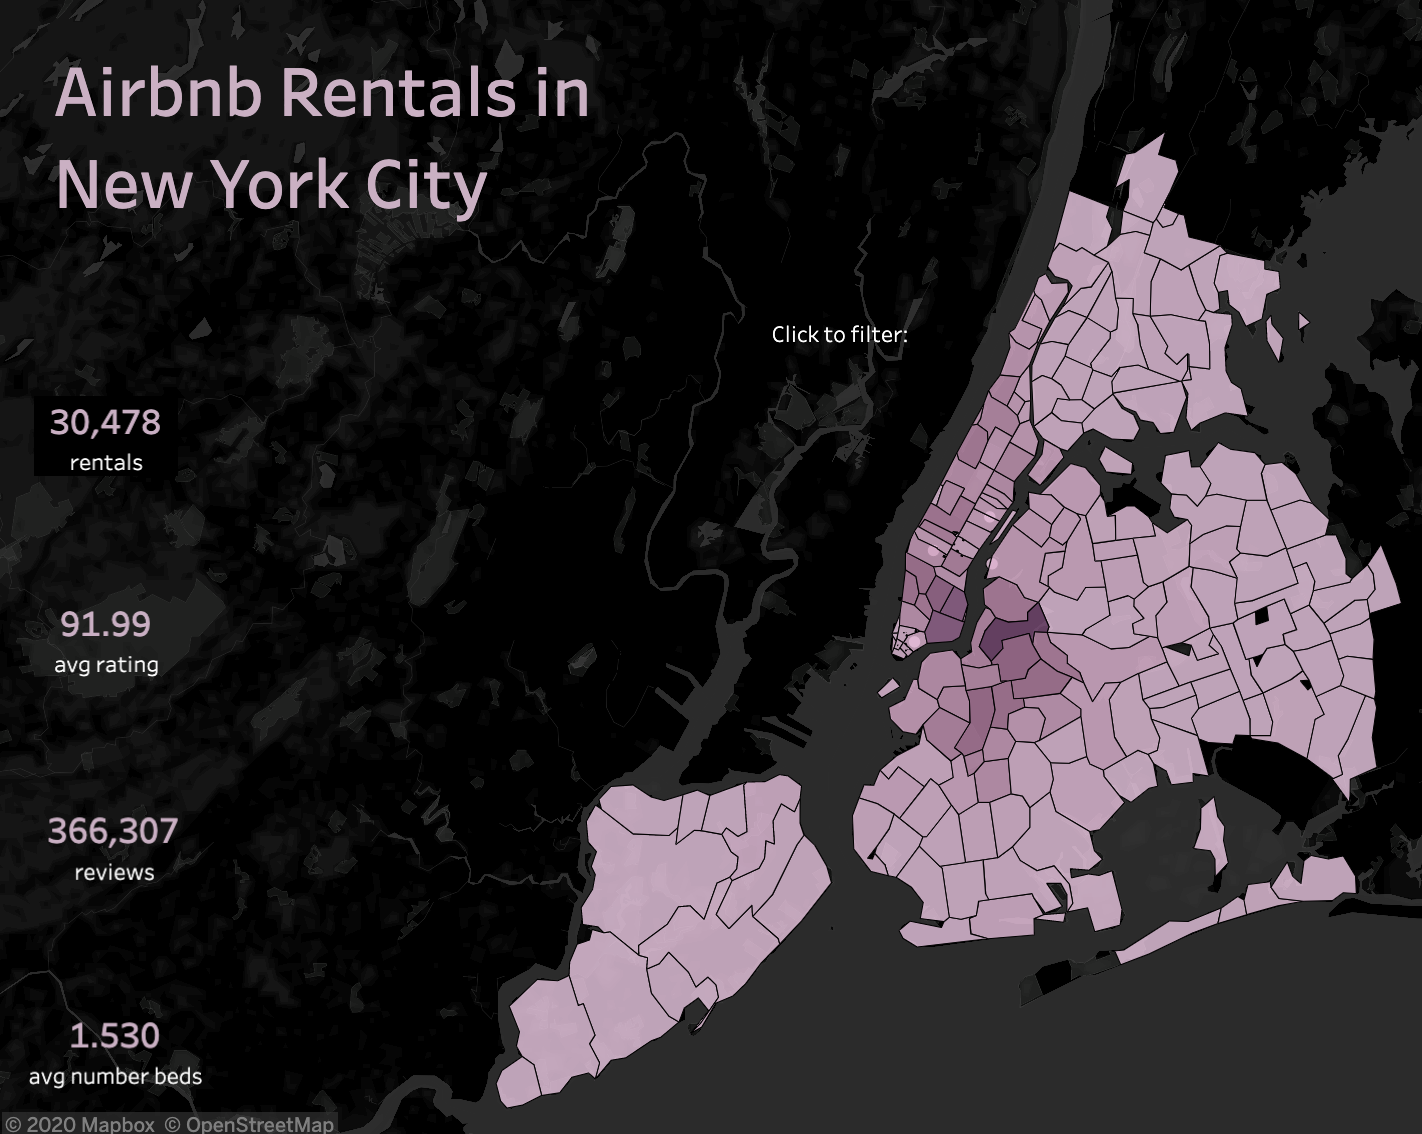 Airbnb Rentals in
New York City
Click to filter:
30,478
rentals
91.99
avg rating
366,307
reviews
1.530
avg number beds
© 2020 Mapbox © OpenStreetMap